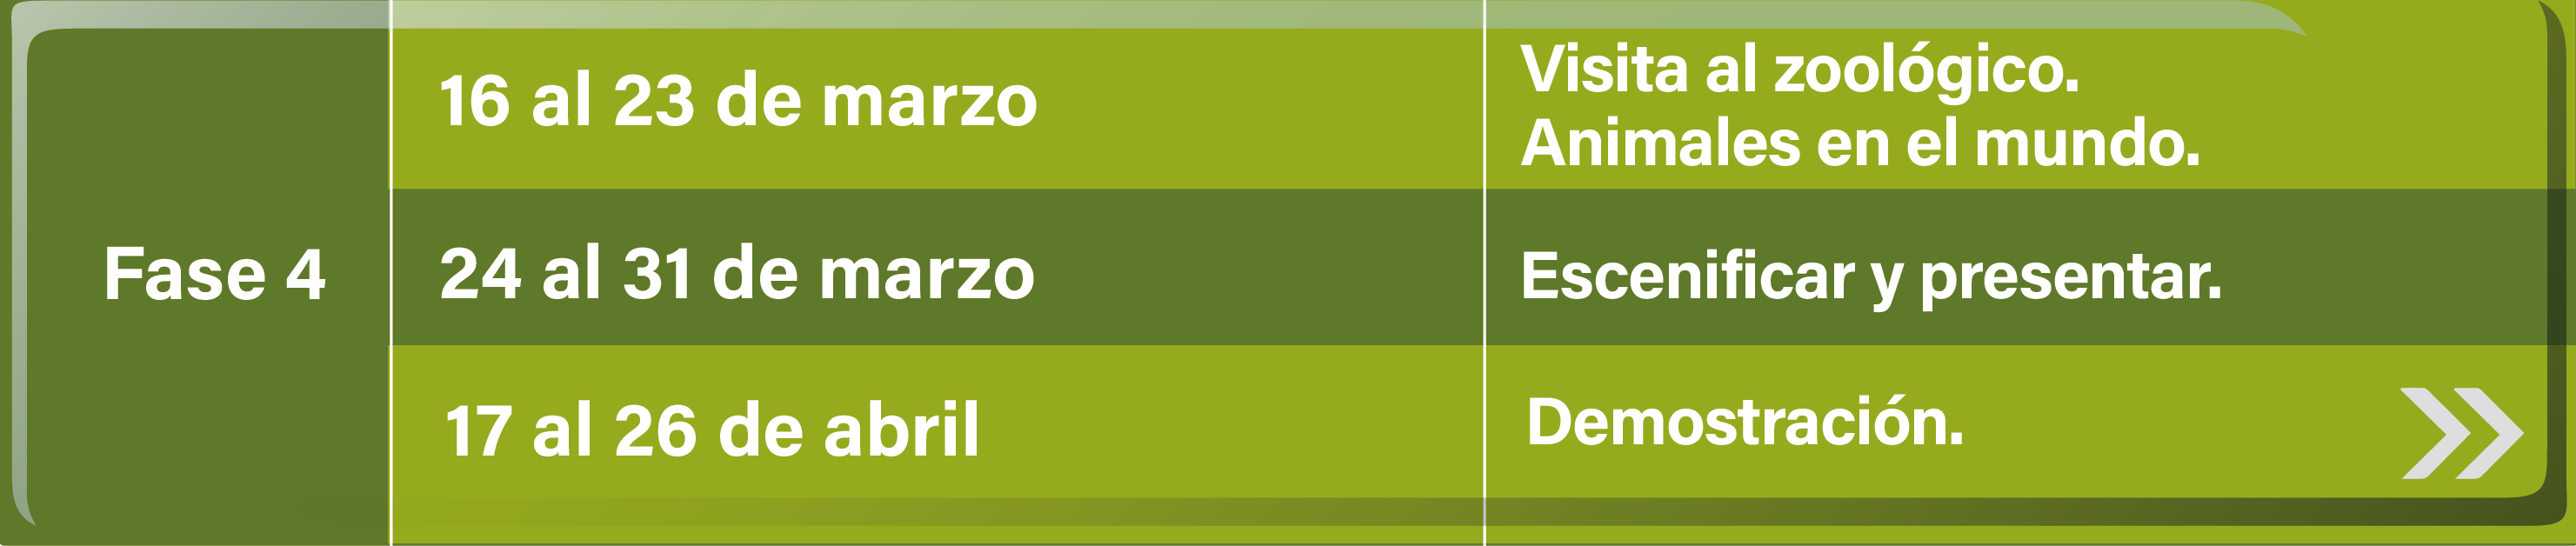 Fase 4
16 al 23 de marzo
Visita al zoológico.
Animales en el mundo.
24 al 31 de marzo
Escenificar y presentar.
17 al 26 de abril
Demostración.